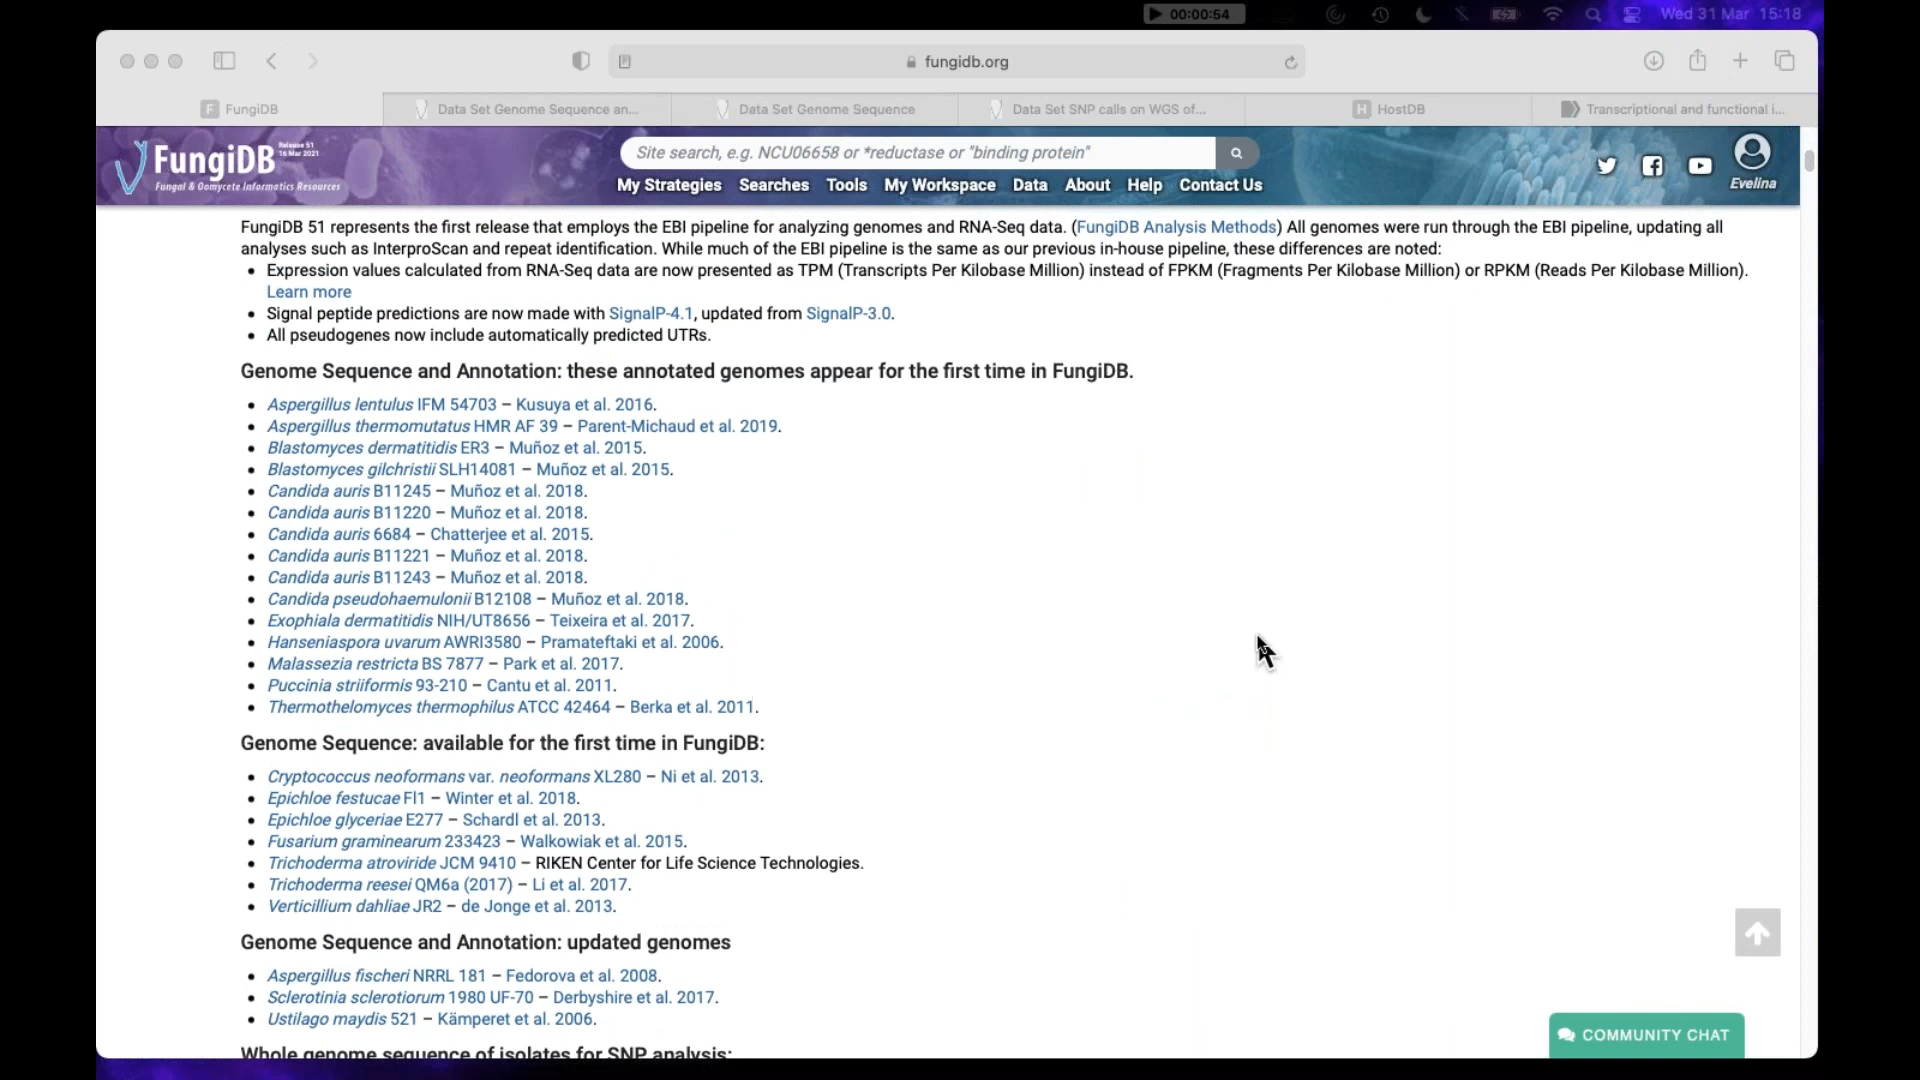 00:00:54
Wed 31 Mar 15:18
fungidb.org
FungiDB
Data Set Genome Sequence an...
Data Set Genome Sequence
Data Set SNP calls on WGS of...
HostDB
Transcriptional and functional i...
FungiDB
Release 51
16 Mar 2021
Fungal & Oomycete Informatics Resources
Site search, e.g. NCU06658 or *reductase or "binding protein"
My Strategies Searches Tools My Workspace Data About Help Contact Us
Evelina
FungiDB 51 represents the first release that employs the EBI pipeline for analyzing genomes and RNA-Seq data. (FungiDB Analysis Methods) All genomes were run through the EBI pipeline, updating all
analyses such as InterproScan and repeat identification. While much of the EBI pipeline is the same as our previous in-house pipeline, these differences are noted:
• Expression values calculated from RNA-Seq data are now presented as TPM (Transcripts Per Kilobase Million) instead of FPKM (Fragments Per Kilobase Million) or RPKM (Reads Per Kilobase Million).
Learn more
• Signal peptide predictions are now made with SignalP-4.1, updated from SignalP-3.0.
• All pseudogenes now include automatically predicted UTRs.
Genome Sequence and Annotation: these annotated genomes appear for the first time in FungiDB.
• Aspergillus lentulus IFM 54703 – Kusuya et al. 2016.
• Aspergillus thermomutatus HMR AF 39 – Parent-Michaud et al. 2019.
• Blastomyces dermatitidis ER3 – Muñoz et al. 2015.
• Blastomyces gilchristii SLH14081 – Muñoz et al. 2015.
• Candida auris B11245 – Muñoz et al. 2018.
• Candida auris B11220 – Muñoz et al. 2018.
• Candida auris 6684 – Chatterjee et al. 2015.
• Candida auris B11221 – Muñoz et al. 2018.
• Candida auris B11243 – Muñoz et al. 2018.
• Candida pseudohaemulonii B12108 – Muñoz et al. 2018.
• Exophiala dermatitidis NIH/UT8656 – Teixeira et al. 2017.
• Hanseniaspora uvarum AWRI3580 – Pramateftaki et al. 2006.
• Malassezia restricta BS 7877 – Park et al. 2017.
• Puccinia striiformis 93-210 – Cantu et al. 2011.
• Thermothelomyces thermophilus ATCC 42464 – Berka et al. 2011.
Genome Sequence: available for the first time in FungiDB:
• Cryptococcus neoformans var. neoformans XL280 – Ni et al. 2013.
• Epichloe festucae Fl1 – Winter et al. 2018.
• Epichloe glyceriae E277 – Schardl et al. 2013.
• Fusarium graminearum 233423 – Walkowiak et al. 2015.
• Trichoderma atroviride JCM 9410 – RIKEN Center for Life Science Technologies.
• Trichoderma reesei QM6a (2017) – Li et al. 2017.
• Verticillium dahliae JR2 – de Jonge et al. 2013.
Genome Sequence and Annotation: updated genomes
• Aspergillus fischeri NRRL 181 – Fedorova et al. 2008.
• Sclerotinia sclerotiorum 1980 UF-70 – Derbyshire et al. 2017.
• Ustilago maydis 521 – Kämperet et al. 2006.
Whole genome sequence of isolates for SNP analysis:
COMMUNITY CHAT